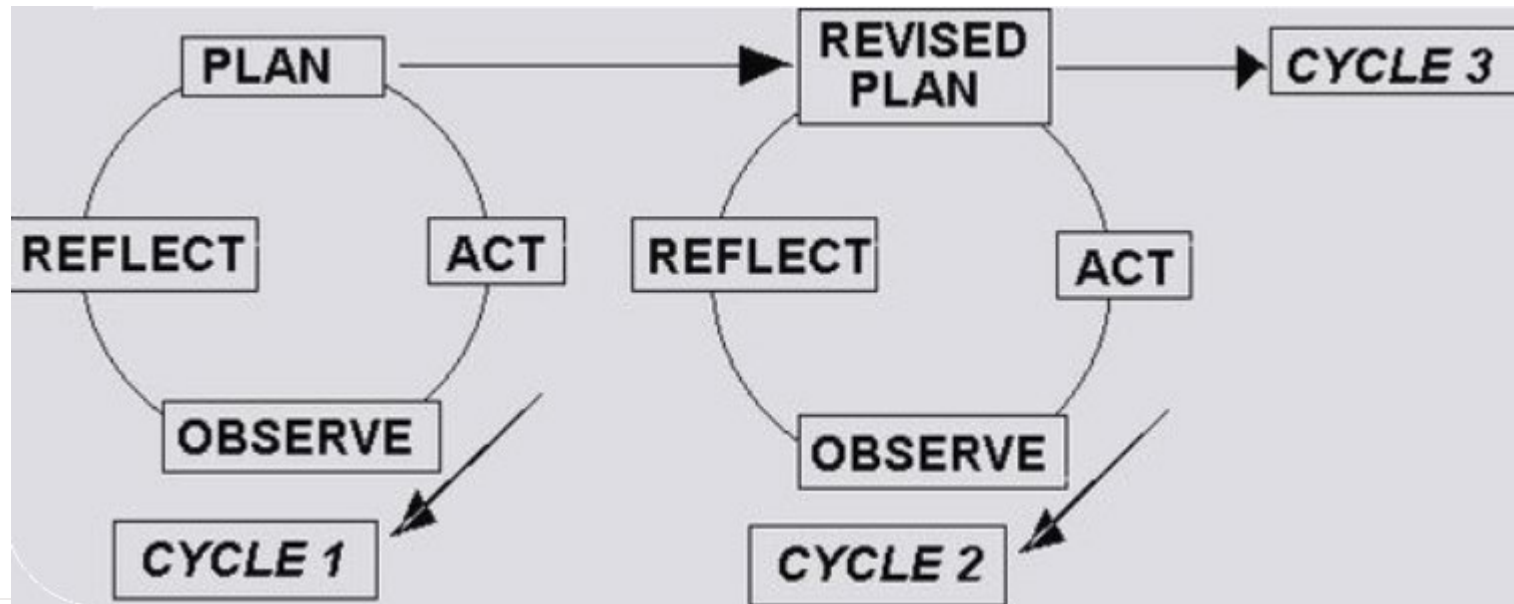 PLAN
REVISED
PLAN
CYCLE 3
REFLECT
ACT
REFLECT
ACT
OBSERVE
OBSERVE
CYCLE 1
CYCLE 2